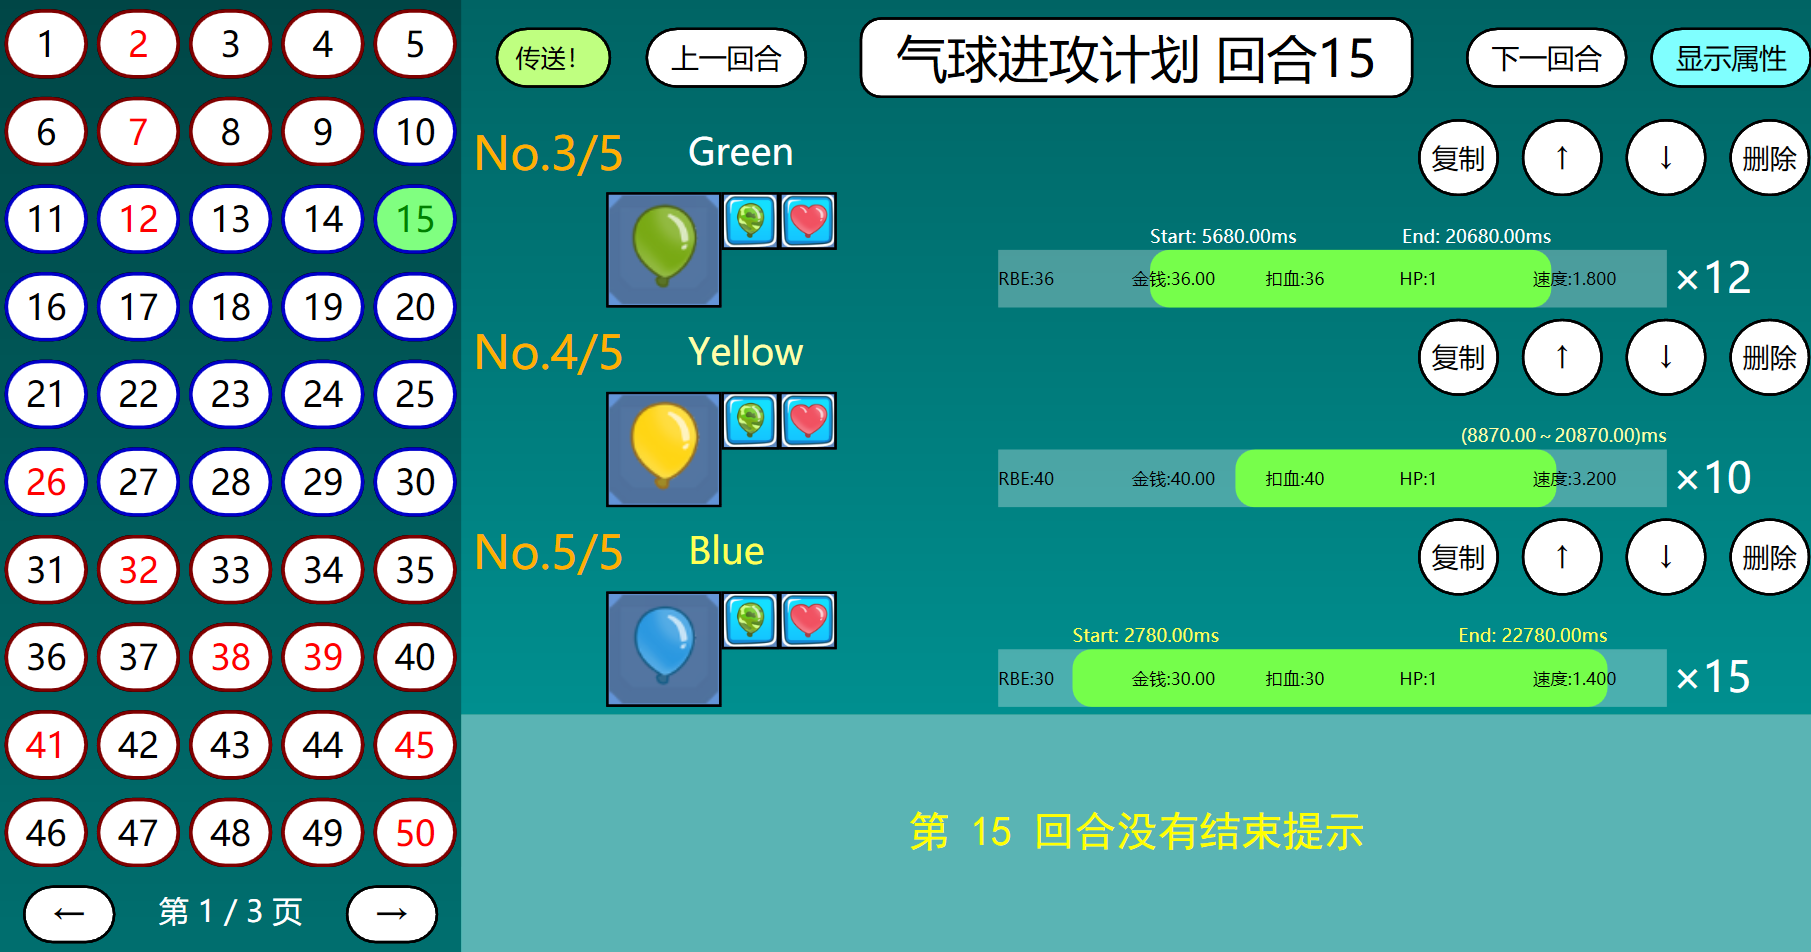 1 2 3 4 5
6 7 8 9 10
11 12 13 14 15
16 17 18 19 20
21 22 23 24 25
26 27 28 29 30
31 32 33 34 35
36 37 38 39 40
41 42 43 44 45
46 47 48 49 50
← 第 1 / 3 页 →
传送! 上一回合 气球进攻计划 回合15 下一回合 显示属性
No.3/5 Green 复制 ↑ ↓ 删除
Start: 5680.00ms End: 20680.00ms
RBE:36 金钱:36.00 扣血:36 HP:1 速度:1.800 ×12
No.4/5 Yellow 复制 ↑ ↓ 删除
(8870.00～20870.00)ms
RBE:40 金钱:40.00 扣血:40 HP:1 速度:3.200 ×10
No.5/5 Blue 复制 ↑ ↓ 删除
Start: 2780.00ms End: 22780.00ms
RBE:30 金钱:30.00 扣血:30 HP:1 速度:1.400 ×15
第 15 回合没有结束提示